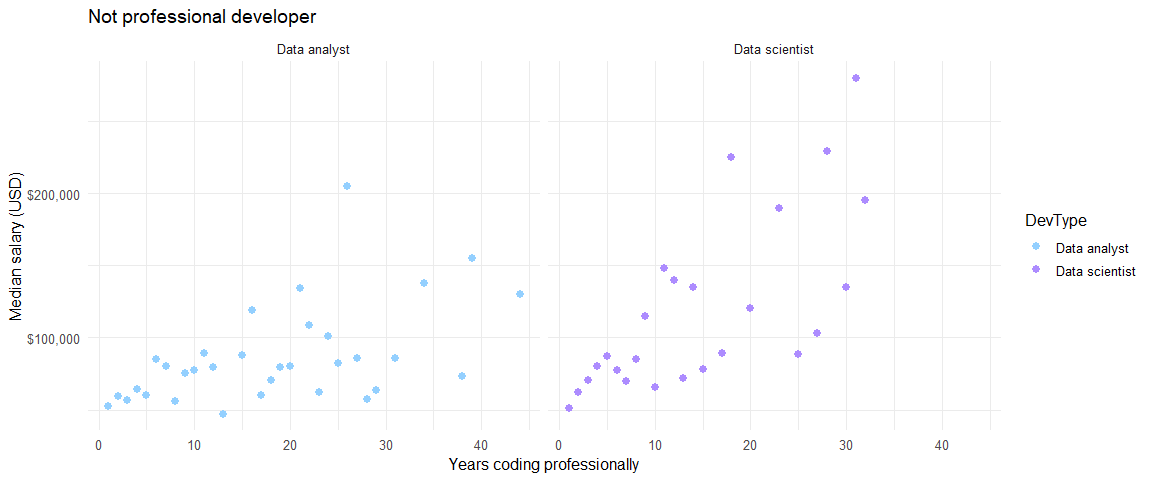 Not professional developer
Data analyst
Data scientist
Median salary (USD)
$200,000
$100,000
0 10 20 30 40
0 10 20 30 40
Years coding professionally
DevType
Data analyst
Data scientist